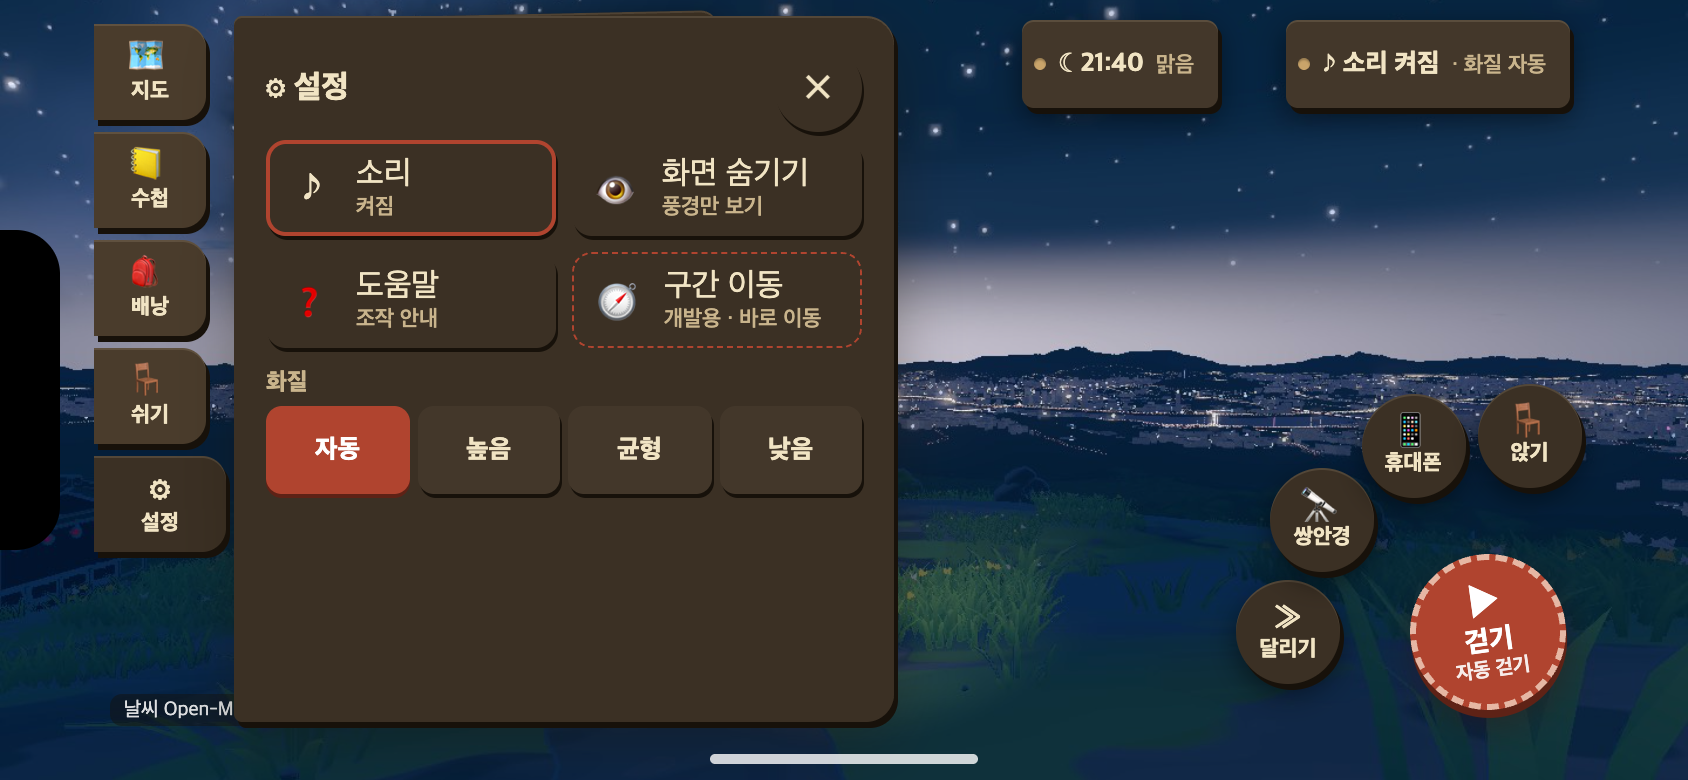 지도
수첩
배낭
쉬기
⚙ 설정
⚙ 설정
✕
♪ 소리
켜짐
화면 숨기기
풍경만 보기
? 도움말
조작 안내
구간 이동
개발용 · 바로 이동
화질
자동 높음 균형 낮음
☾ 21:40 맑음
♪ 소리 켜짐 · 화질 자동
휴대폰
앉기
쌍안경
달리기
걷기
자동 걷기
날씨 Open-M